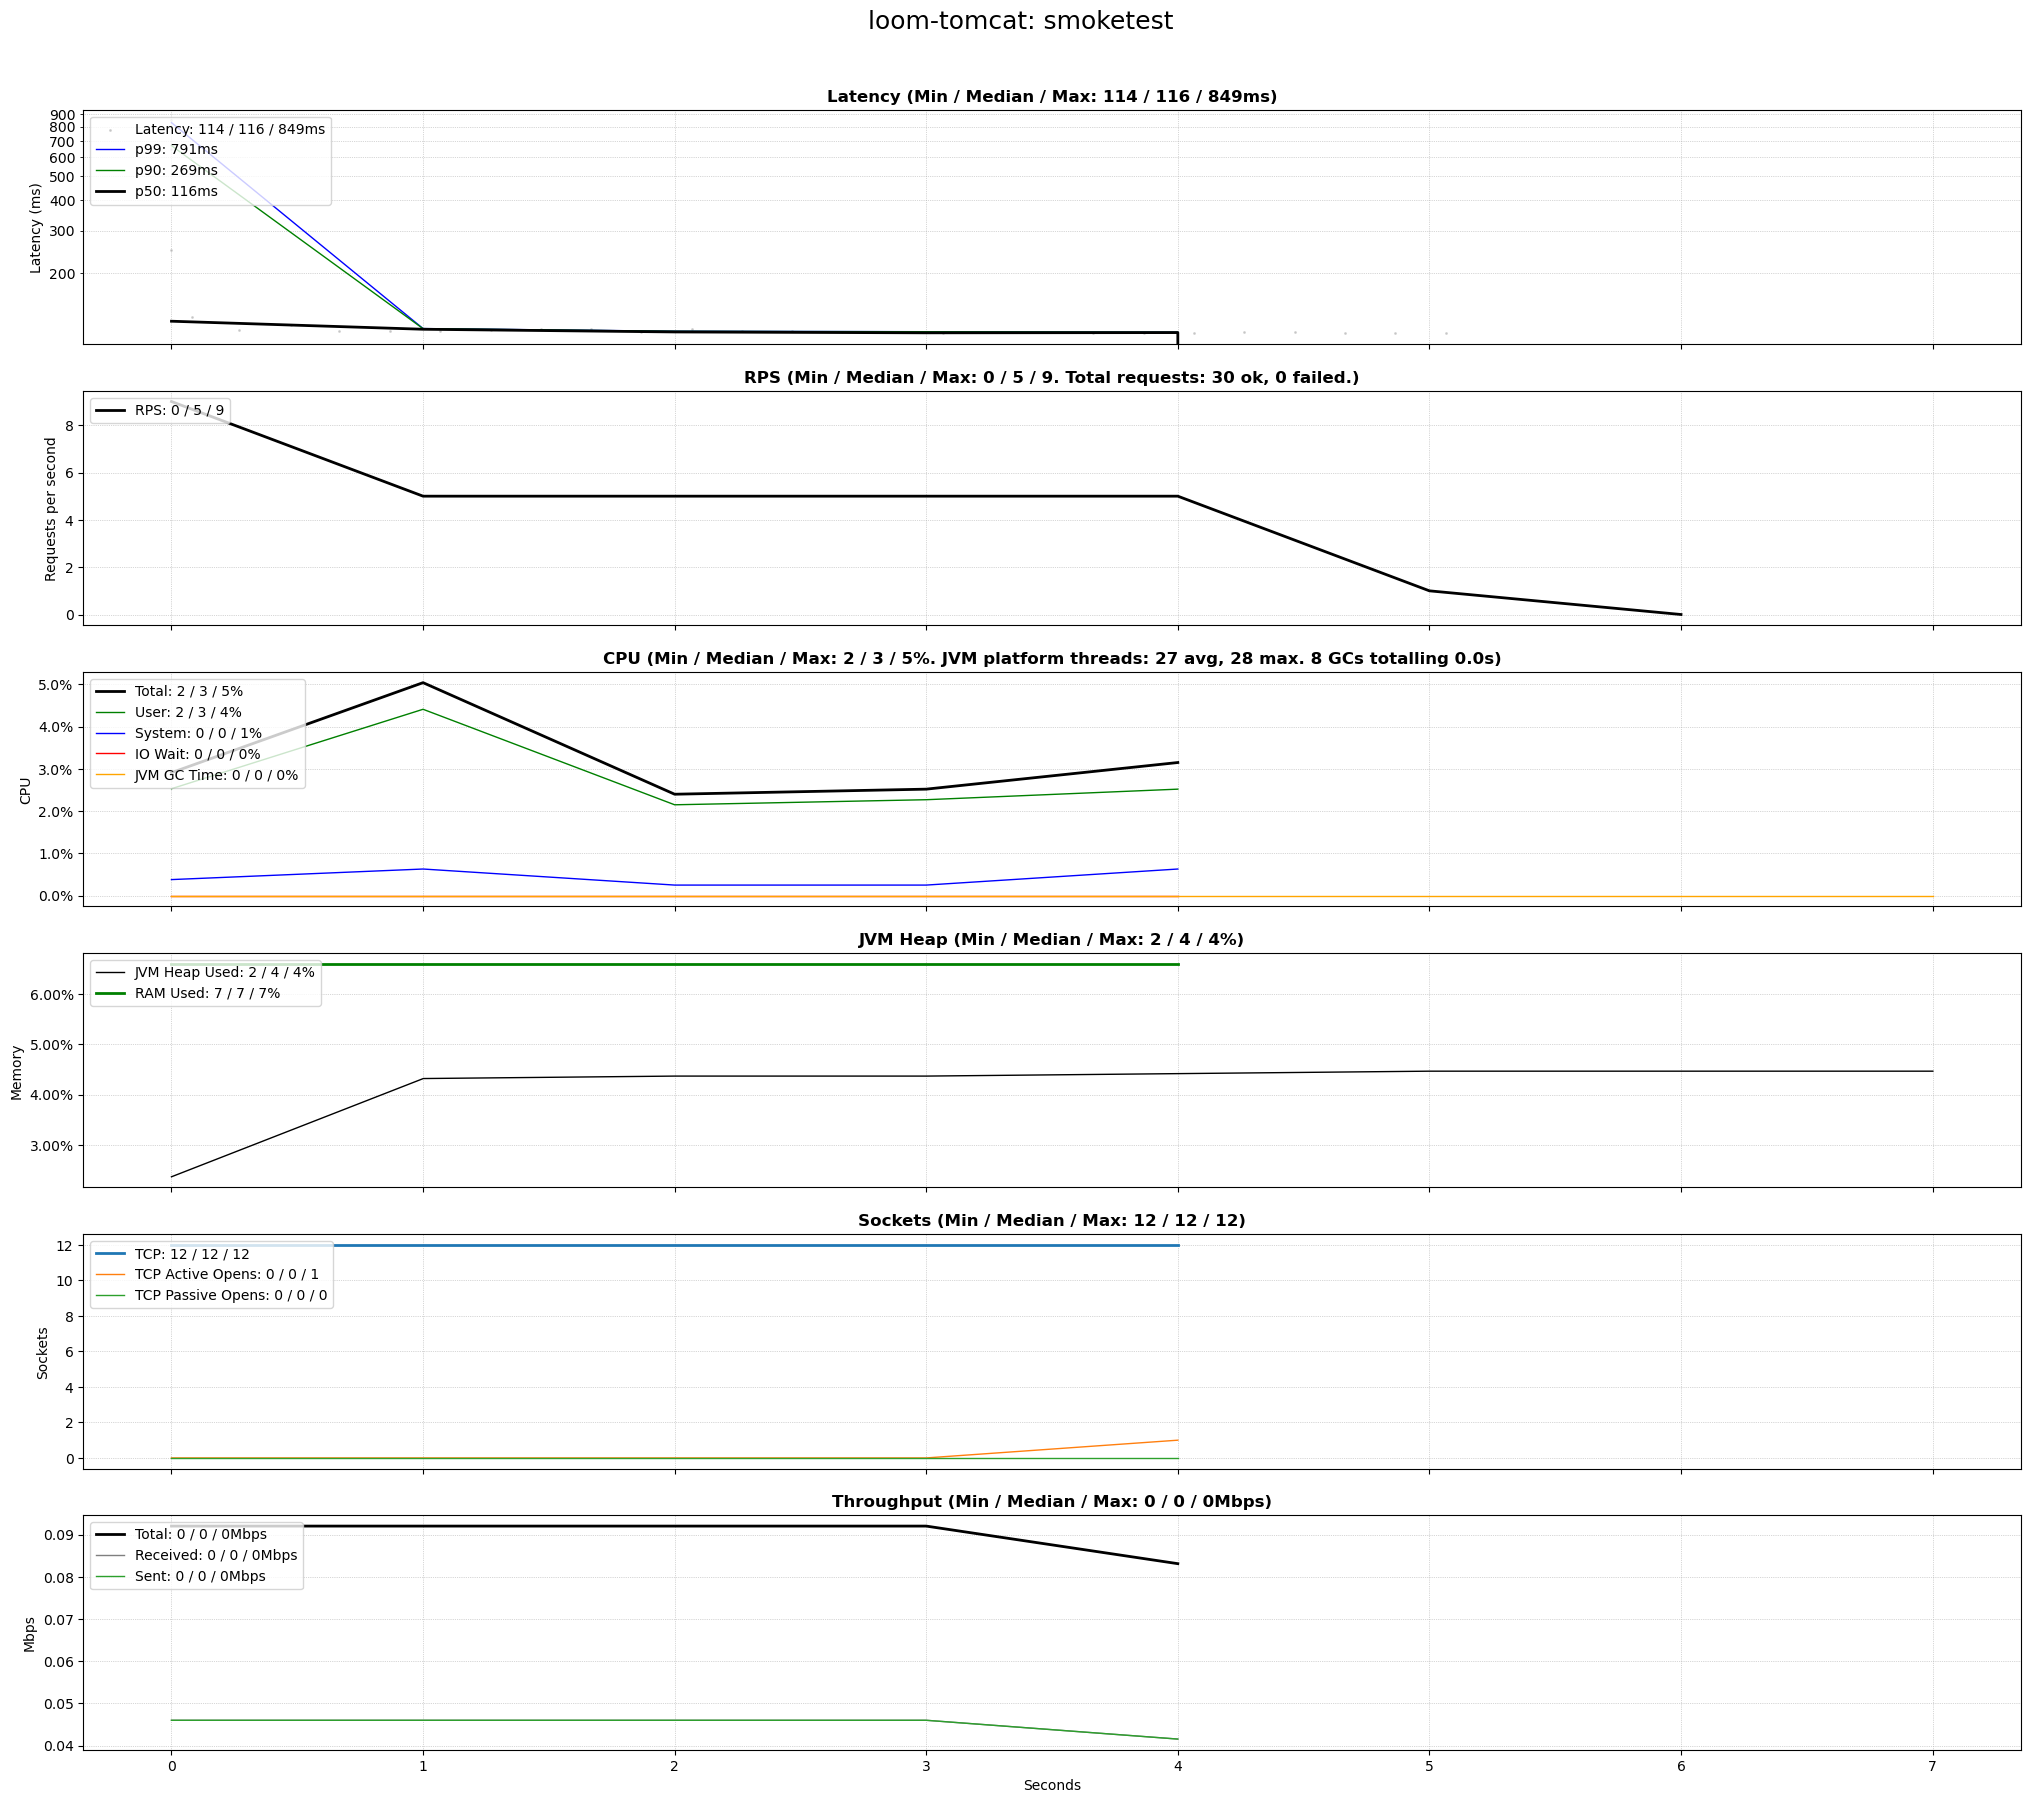 loom-tomcat: smoketest
Latency (Min / Median / Max: 114 / 116 / 849ms)
Latency (ms)
900
800
700
600
500
400
300
200
Latency: 114 / 116 / 849ms
p99: 791ms
p90: 269ms
p50: 116ms
RPS (Min / Median / Max: 0 / 5 / 9. Total requests: 30 ok, 0 failed.)
Requests per second
8
6
4
2
0
RPS: 0 / 5 / 9
CPU (Min / Median / Max: 2 / 3 / 5%. JVM platform threads: 27 avg, 28 max. 8 GCs totalling 0.0s)
CPU
5.0%
4.0%
3.0%
2.0%
1.0%
0.0%
Total: 2 / 3 / 5%
User: 2 / 3 / 4%
System: 0 / 0 / 1%
IO Wait: 0 / 0 / 0%
JVM GC Time: 0 / 0 / 0%
JVM Heap (Min / Median / Max: 2 / 4 / 4%)
Memory
6.00%
5.00%
4.00%
3.00%
JVM Heap Used: 2 / 4 / 4%
RAM Used: 7 / 7 / 7%
Sockets (Min / Median / Max: 12 / 12 / 12)
Sockets
12
10
8
6
4
2
0
TCP: 12 / 12 / 12
TCP Active Opens: 0 / 0 / 1
TCP Passive Opens: 0 / 0 / 0
Throughput (Min / Median / Max: 0 / 0 / 0Mbps)
Mbps
0.09
0.08
0.07
0.06
0.05
0.04
Total: 0 / 0 / 0Mbps
Received: 0 / 0 / 0Mbps
Sent: 0 / 0 / 0Mbps
0 1 2 3 4 5 6 7
Seconds